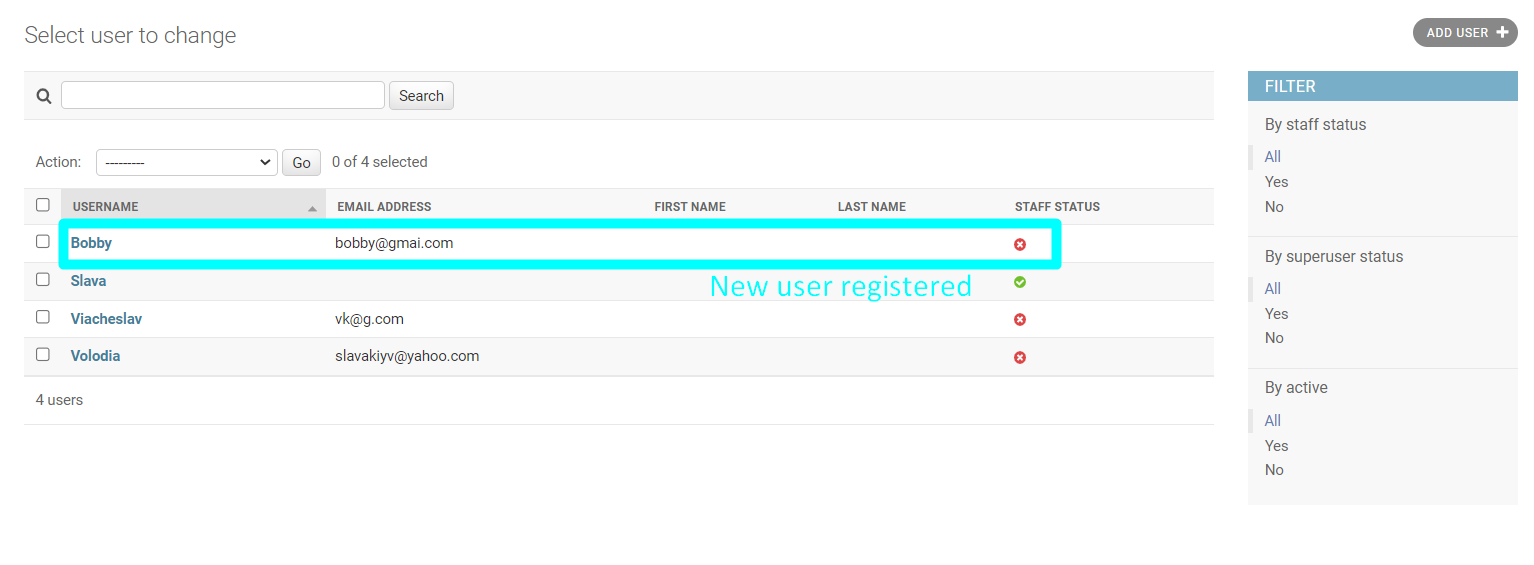 Select user to change
ADD USER
Search
FILTER
By staff status
All
Yes
No
By superuser status
All
Yes
No
By active
All
Yes
No
Action: --------- Go 0 of 4 selected
USERNAME EMAIL ADDRESS FIRST NAME LAST NAME STAFF STATUS
Bobby bobby@gmai.com
Slava
New user registered
Viacheslav vk@g.com
Volodia slavakiyv@yahoo.com
4 users